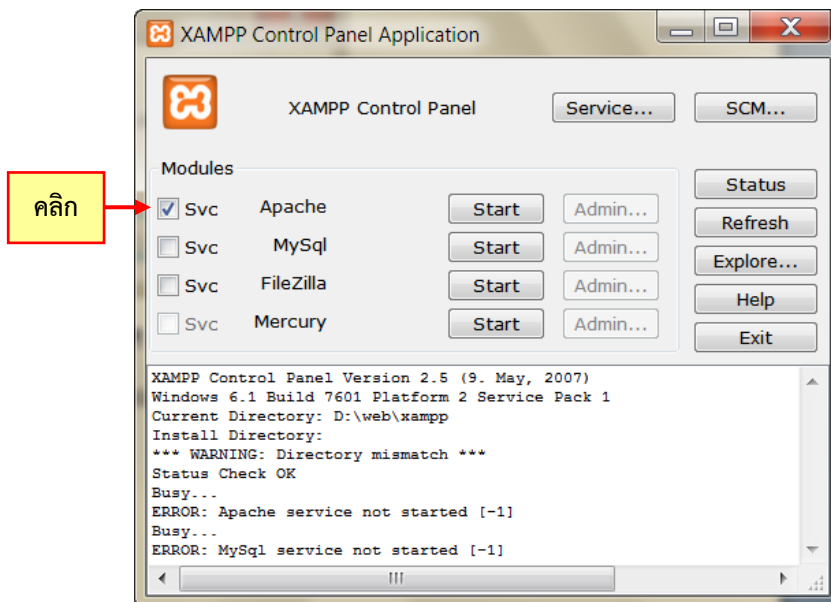 XAMPP Control Panel Application
XAMPP Control Panel
Service...
SCM...
Modules
คลิก
Svc Apache Start Admin...
Svc MySql Start Admin...
Svc FileZilla Start Admin...
Svc Mercury Start Admin...
Status
Refresh
Explore...
Help
Exit
XAMPP Control Panel Version 2.5 (9. May, 2007)
Windows 6.1 Build 7601 Platform 2 Service Pack 1
Current Directory: D:\web\xampp
Install Directory:
*** WARNING: Directory mismatch ***
Status Check OK
Busy...
ERROR: Apache service not started [-1]
Busy...
ERROR: MySql service not started [-1]